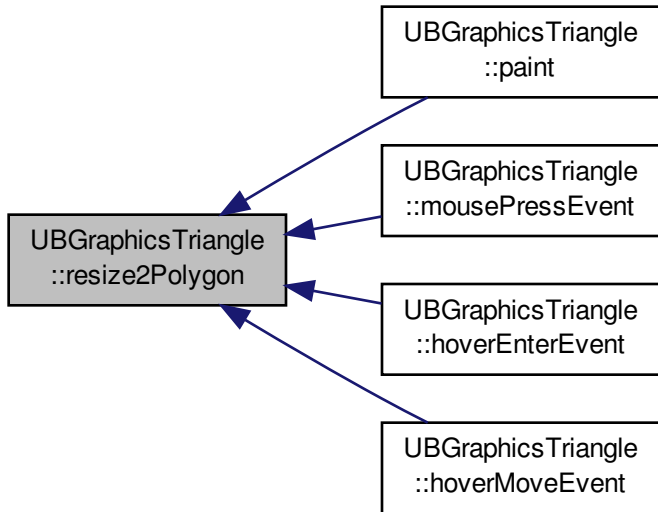 UBGraphicsTriangle
::resize2Polygon
UBGraphicsTriangle
::paint
UBGraphicsTriangle
::mousePressEvent
UBGraphicsTriangle
::hoverEnterEvent
UBGraphicsTriangle
::hoverMoveEvent